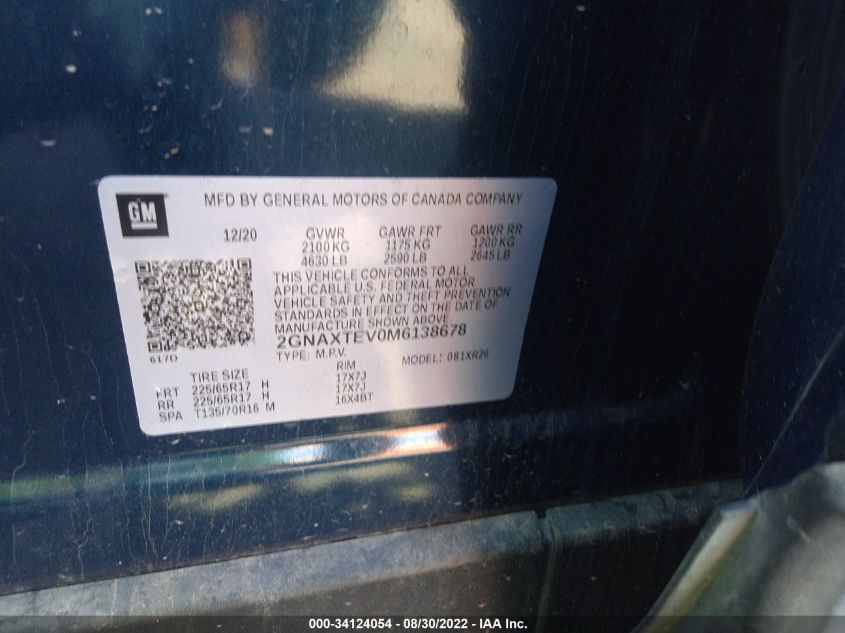 GM
MFD BY GENERAL MOTORS OF CANADA COMPANY
12/20 GVWR GAWR FRT GAWR RR
2100 KG 1175 KG 1200 KG
4630 LB 2590 LB 2645 LB
THIS VEHICLE CONFORMS TO ALL
APPLICABLE U.S. FEDERAL MOTOR
VEHICLE SAFETY AND THEFT PREVENTION
STANDARDS IN EFFECT ON THE DATE OF
MANUFACTURE SHOWN ABOVE.
2GNAXTEV0M6138678
617D
TYPE: M.P.V. MODEL: 081XR26
TIRE SIZE RIM
FRT 225/65R17 H 17X7J
RR 225/65R17 H 17X7J
SPA T135/70R16 M 16X4BT
000-34124054 - 08/30/2022 - IAA Inc.